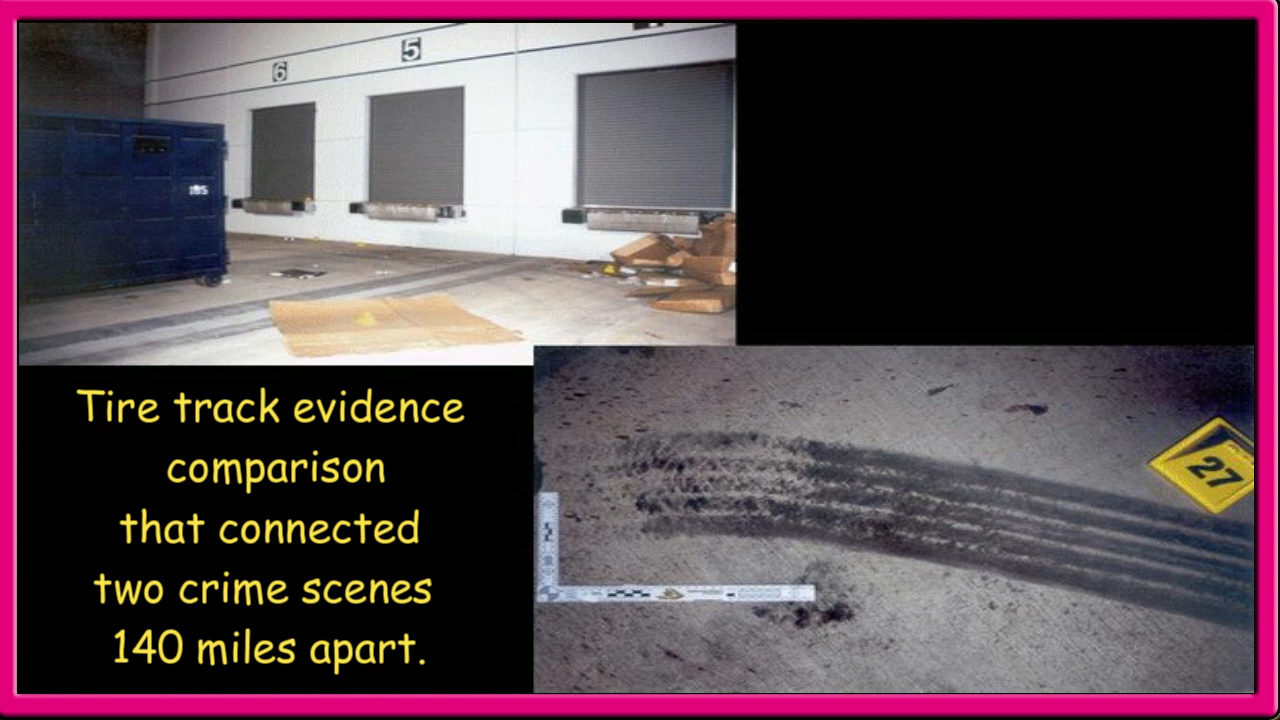 6
5
Tire track evidence
comparison
that connected
two crime scenes
140 miles apart.
27